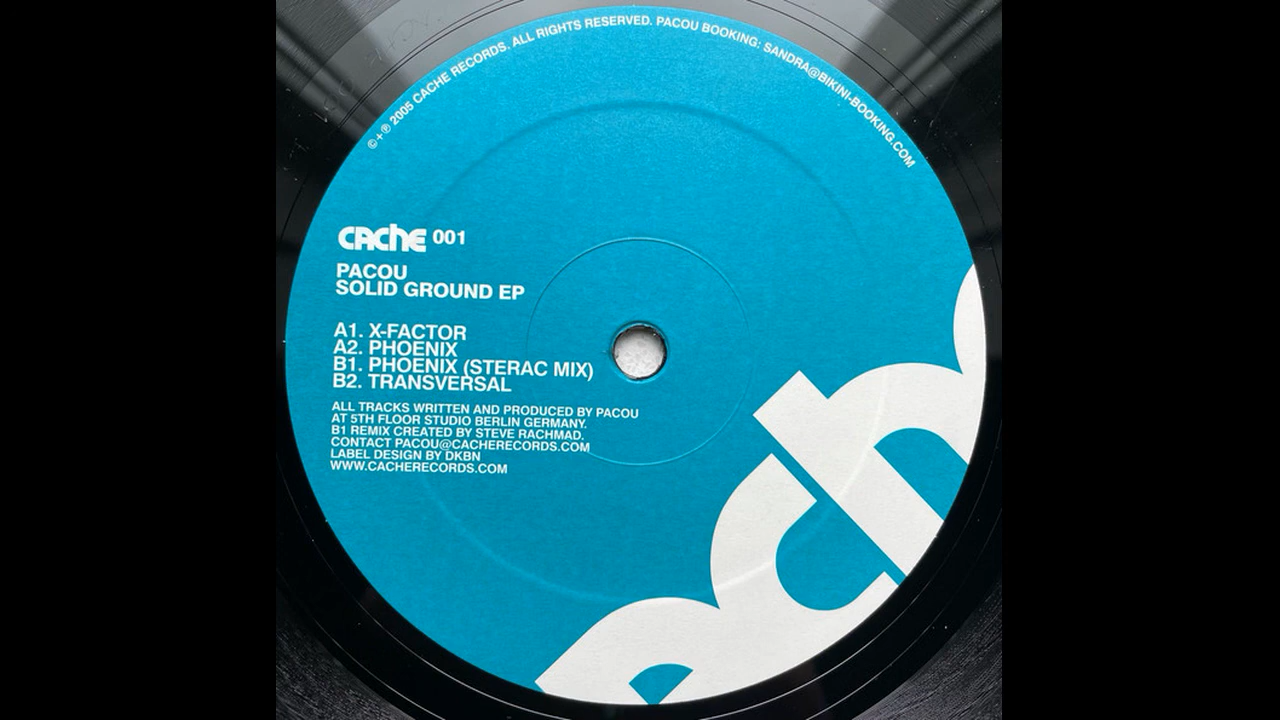 ©+℗ 2005 CACHE RECORDS. ALL RIGHTS RESERVED. PACOU BOOKING: SANDRA@BIKINI-BOOKING.COM
CACHE 001
PACOU
SOLID GROUND EP
A1. X-FACTOR
A2. PHOENIX
B1. PHOENIX (STERAC MIX)
B2. TRANSVERSAL
ALL TRACKS WRITTEN AND PRODUCED BY PACOU
AT 5TH FLOOR STUDIO BERLIN GERMANY.
B1 REMIX CREATED BY STEVE RACHMAD.
CONTACT PACOU@CACHERECORDS.COM
LABEL DESIGN BY DKBN
WWW.CACHERECORDS.COM
ch